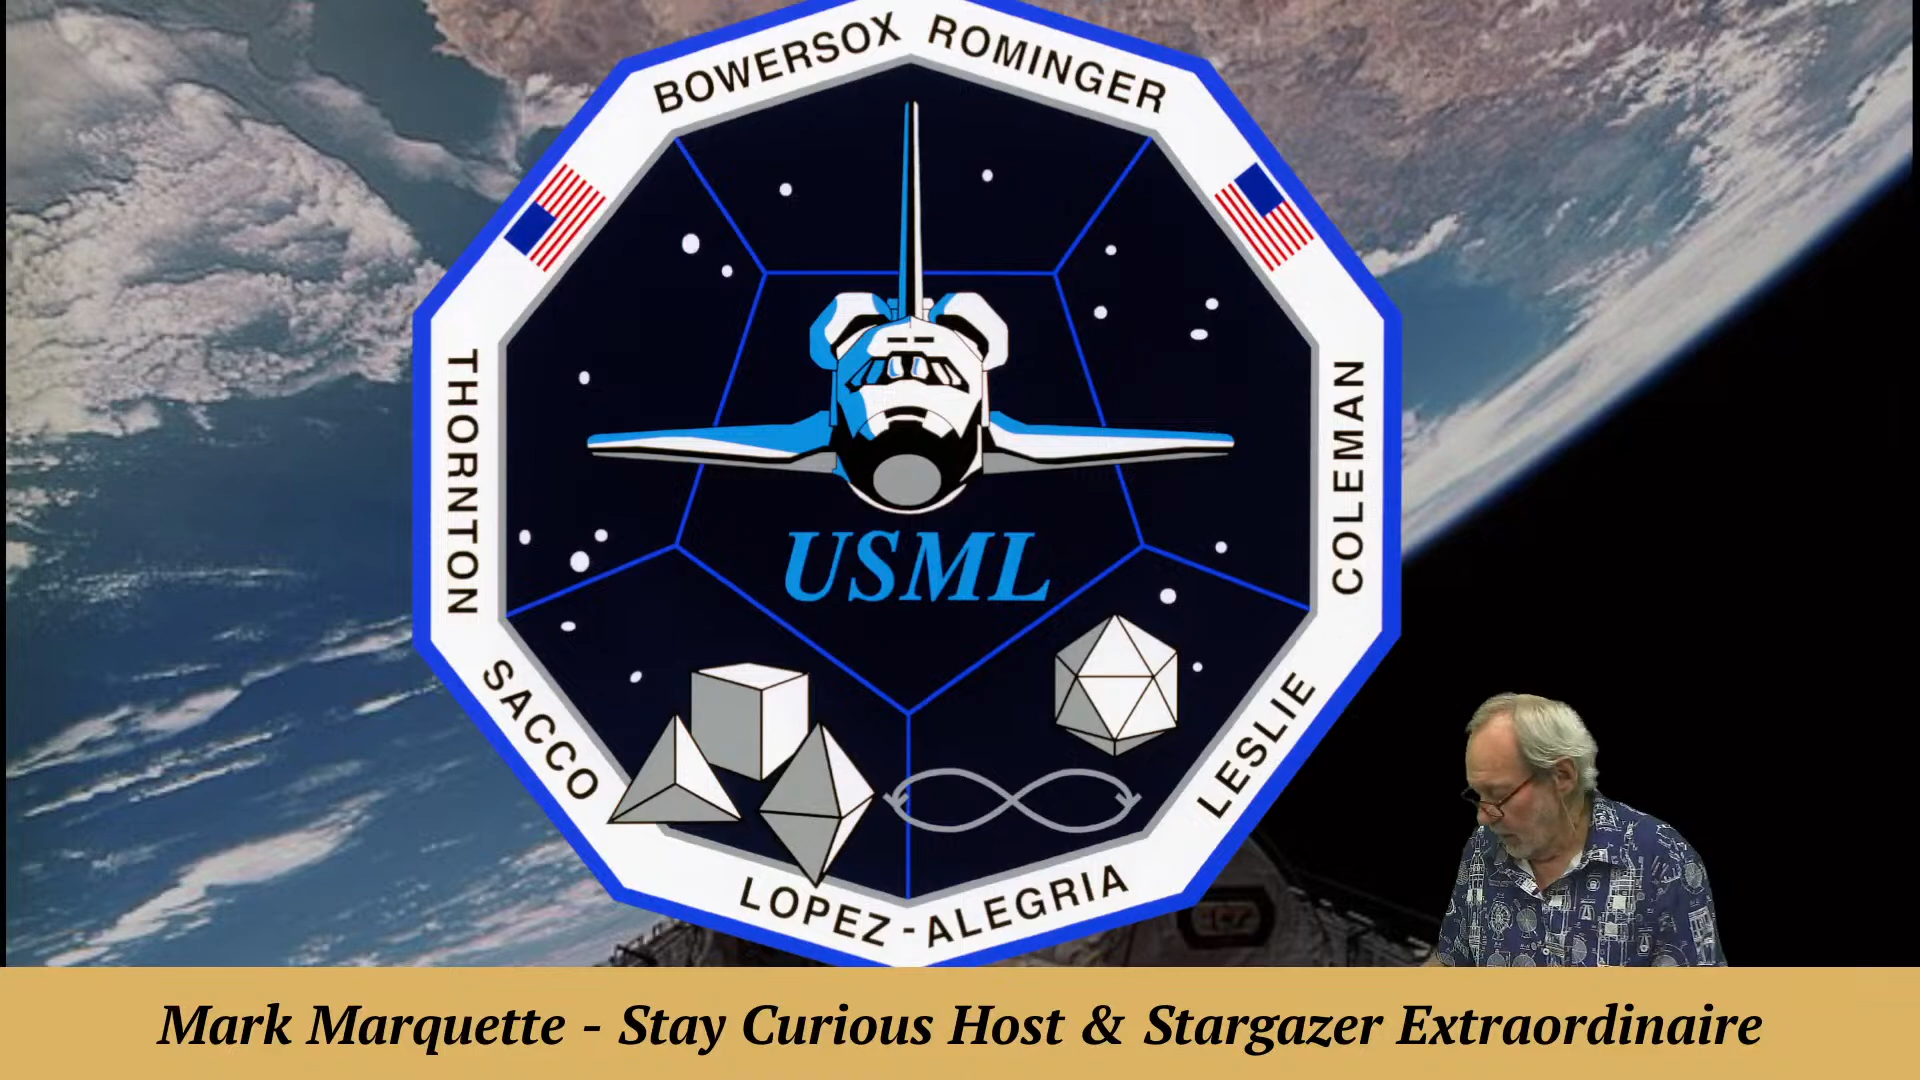 BOWERSOX ROMINGER
THORNTON
COLEMAN
USML
SACCO
LESLIE
LOPEZ-ALEGRIA
Mark Marquette - Stay Curious Host & Stargazer Extraordinaire